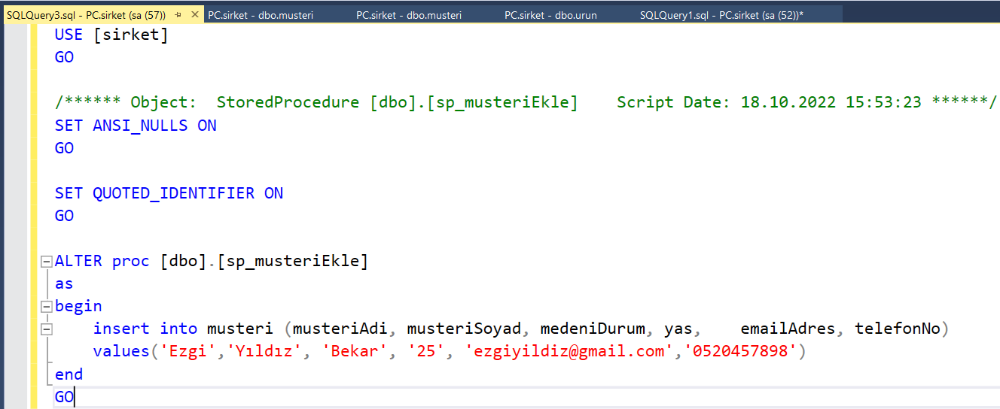 SQLQuery3.sql - PC.sirket (sa (57)) PC.sirket - dbo.musteri PC.sirket - dbo.musteri PC.sirket - dbo.urun SQLQuery1.sql - PC.sirket (sa (52))*
USE [sirket]
GO
/****** Object:  StoredProcedure [dbo].[sp_musteriEkle]    Script Date: 18.10.2022 15:53:23 ******/
SET ANSI_NULLS ON
GO
SET QUOTED_IDENTIFIER ON
GO
ALTER proc [dbo].[sp_musteriEkle]
as
begin
    insert into musteri (musteriAdi, musteriSoyad, medeniDurum, yas,    emailAdres, telefonNo)
    values('Ezgi','Yıldız', 'Bekar', '25', 'ezgiyildiz@gmail.com','0520457898')
end
GO